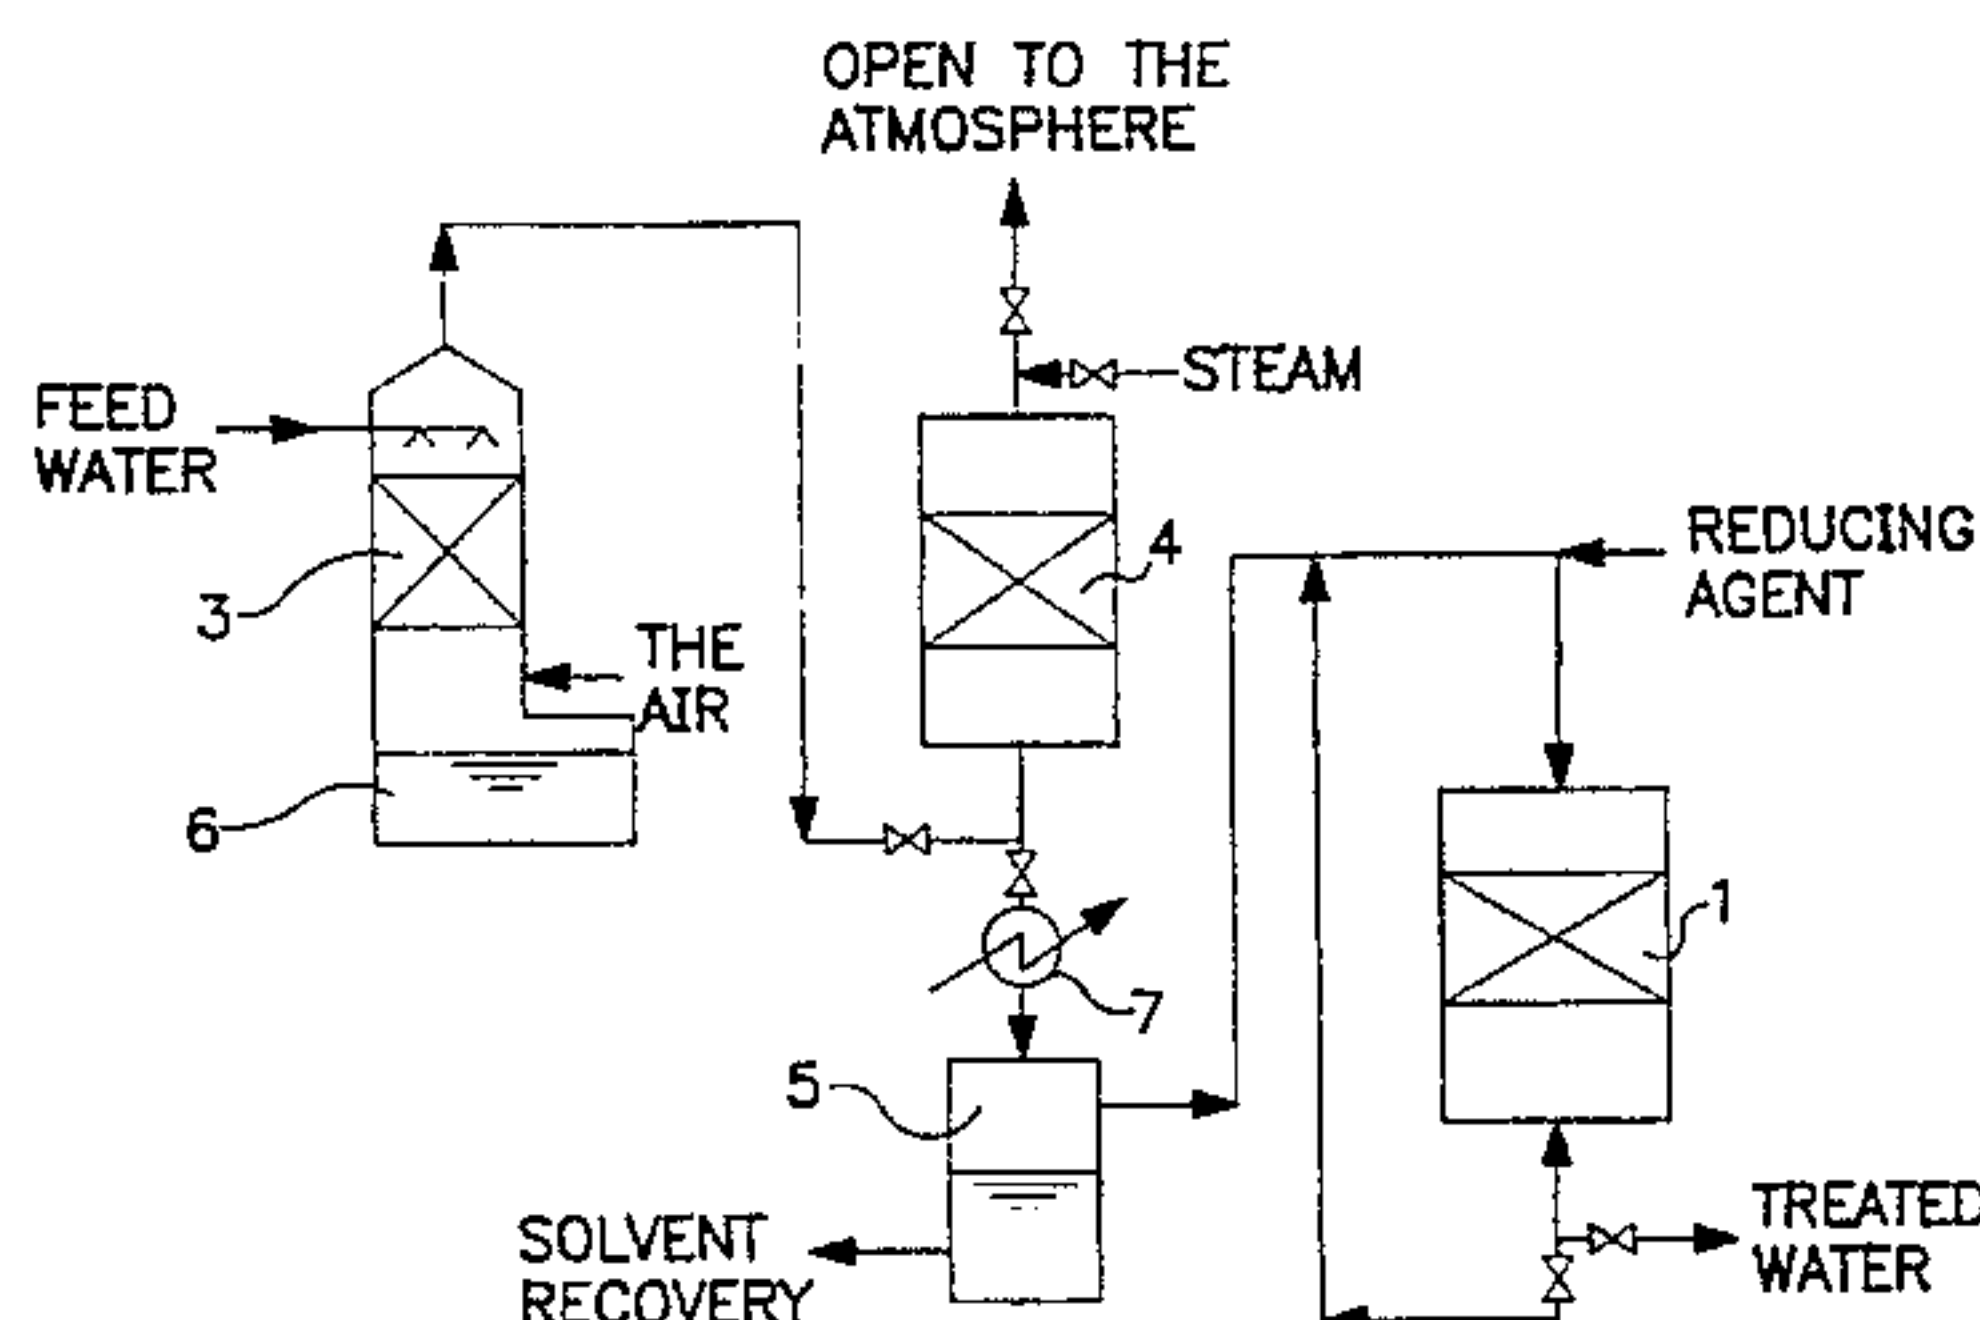 OPEN TO THE
ATMOSPHERE
STEAM
FEED
WATER
4
REDUCING
AGENT
3
THE
AIR
6
1
7
5
TREATED
WATER
SOLVENT
RECOVERY